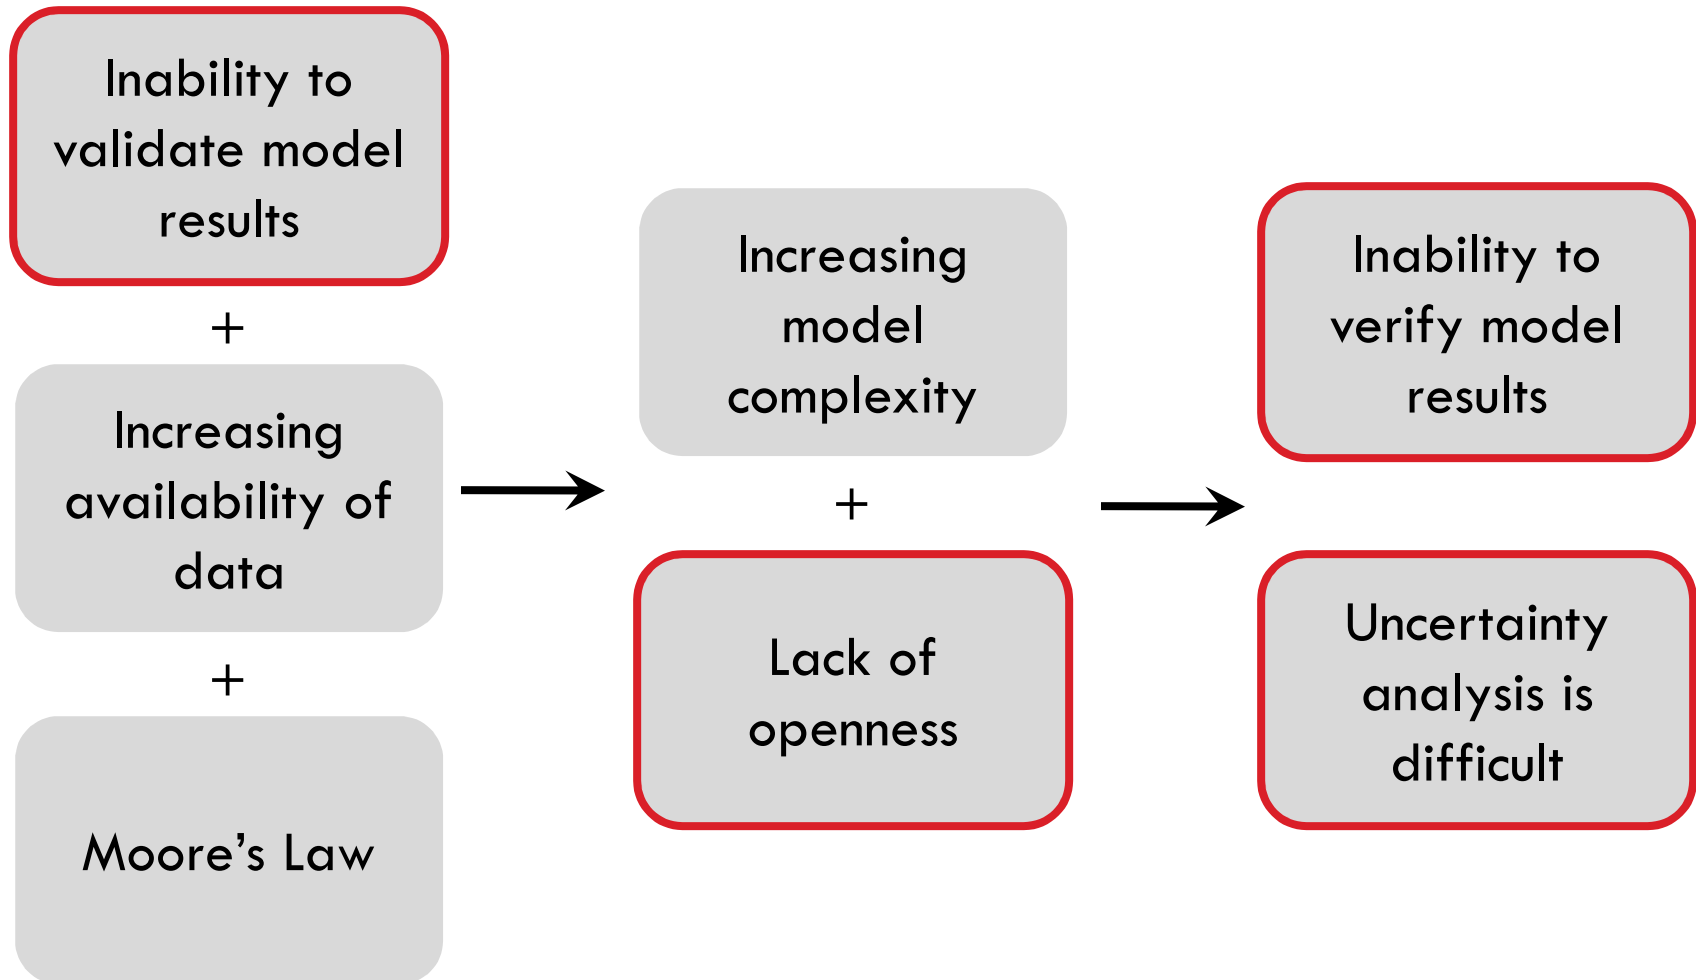 Inability to
validate model
results
+
Increasing
availability of
data
+
Moore’s Law
Increasing
model
complexity
+
Lack of
openness
Inability to
verify model
results
Uncertainty
analysis is
difficult